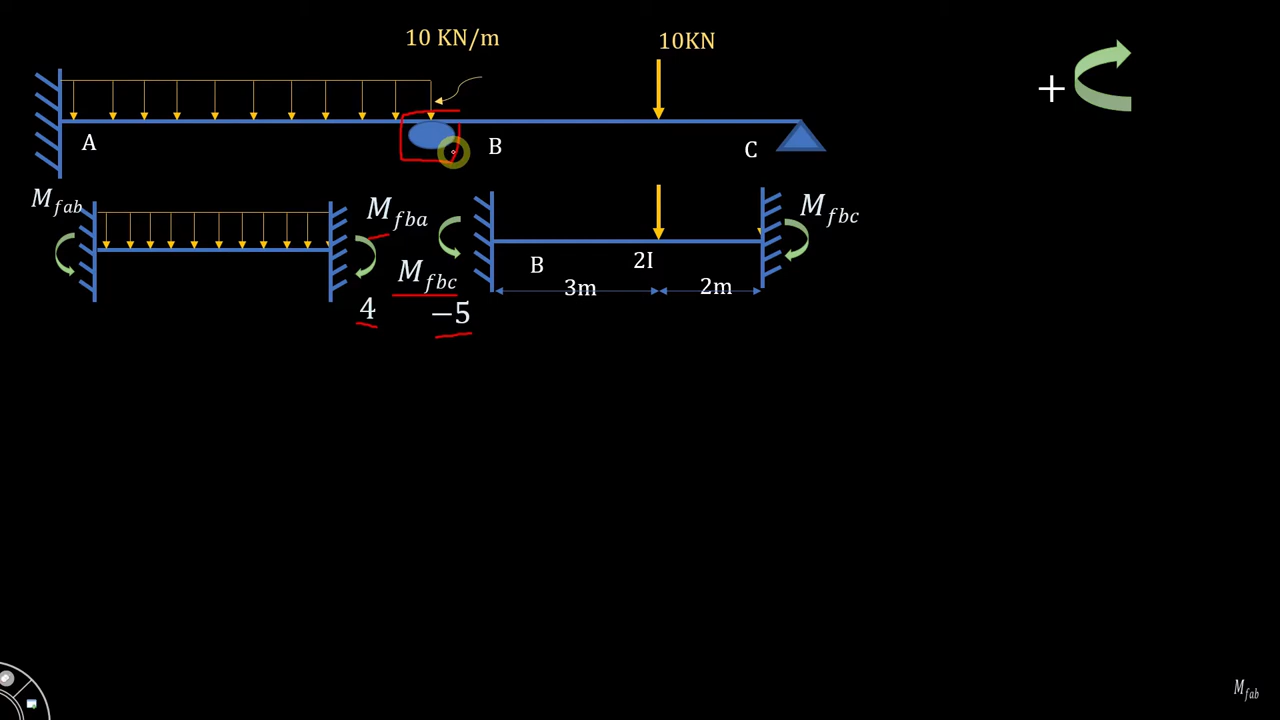 10 KN/m
10KN
+
A
B
C
M_fab
M_fba
M_fbc
M_fbc
B
2I
3m
2m
4
−5
M_fab